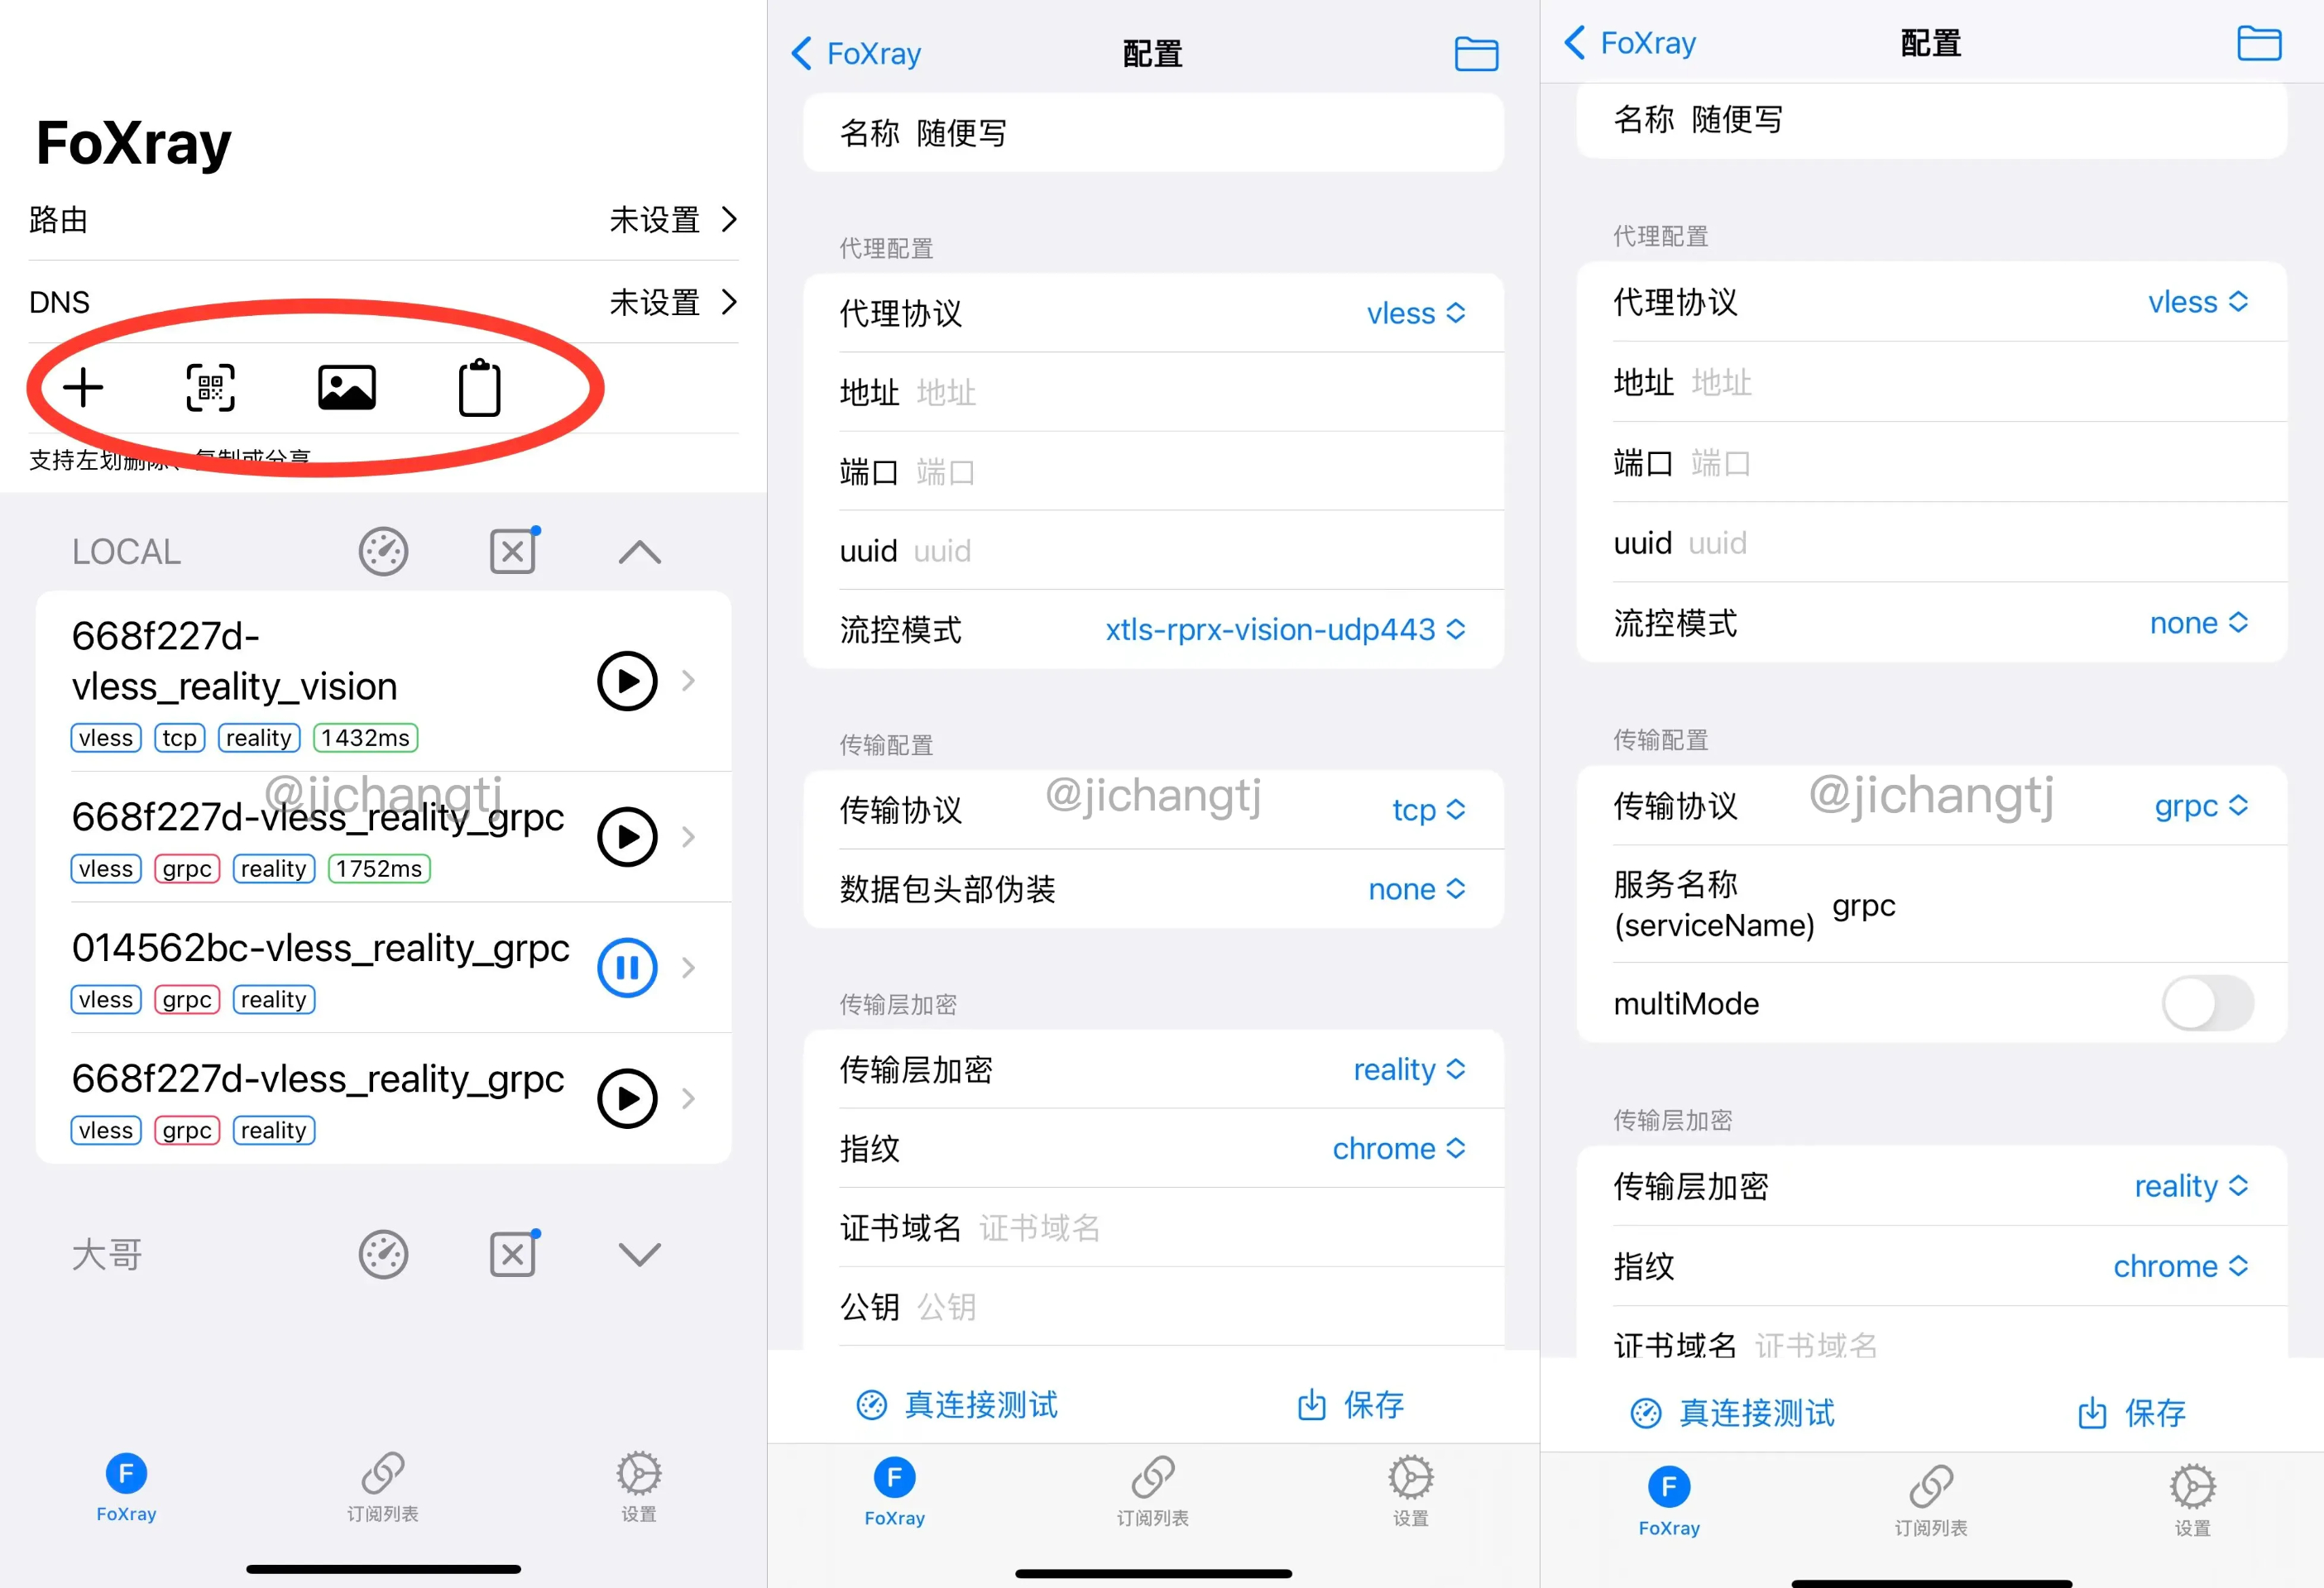 FoXray
路由 未设置
DNS 未设置
支持左划删除、复制或分享
LOCAL
668f227d-
vless_reality_vision
vless tcp reality 1432ms
@jichangtj
668f227d-vless_reality_grpc
vless grpc reality 1752ms
014562bc-vless_reality_grpc
vless grpc reality
668f227d-vless_reality_grpc
vless grpc reality
大哥
F
FoXray 订阅列表 设置
FoXray 配置
名称 随便写
代理配置
代理协议 vless
地址 地址
端口 端口
uuid uuid
流控模式 xtls-rprx-vision-udp443
传输配置
@jichangtj
传输协议 tcp
数据包头部伪装 none
传输层加密
传输层加密 reality
指纹 chrome
证书域名 证书域名
公钥 公钥
真连接测试 保存
F
FoXray 订阅列表 设置
FoXray 配置
名称 随便写
代理配置
代理协议 vless
地址 地址
端口 端口
uuid uuid
流控模式 none
传输配置
@jichangtj
传输协议 grpc
服务名称
(serviceName) grpc
multiMode
传输层加密
传输层加密 reality
指纹 chrome
证书域名 证书域名
真连接测试 保存
F
FoXray 订阅列表 设置